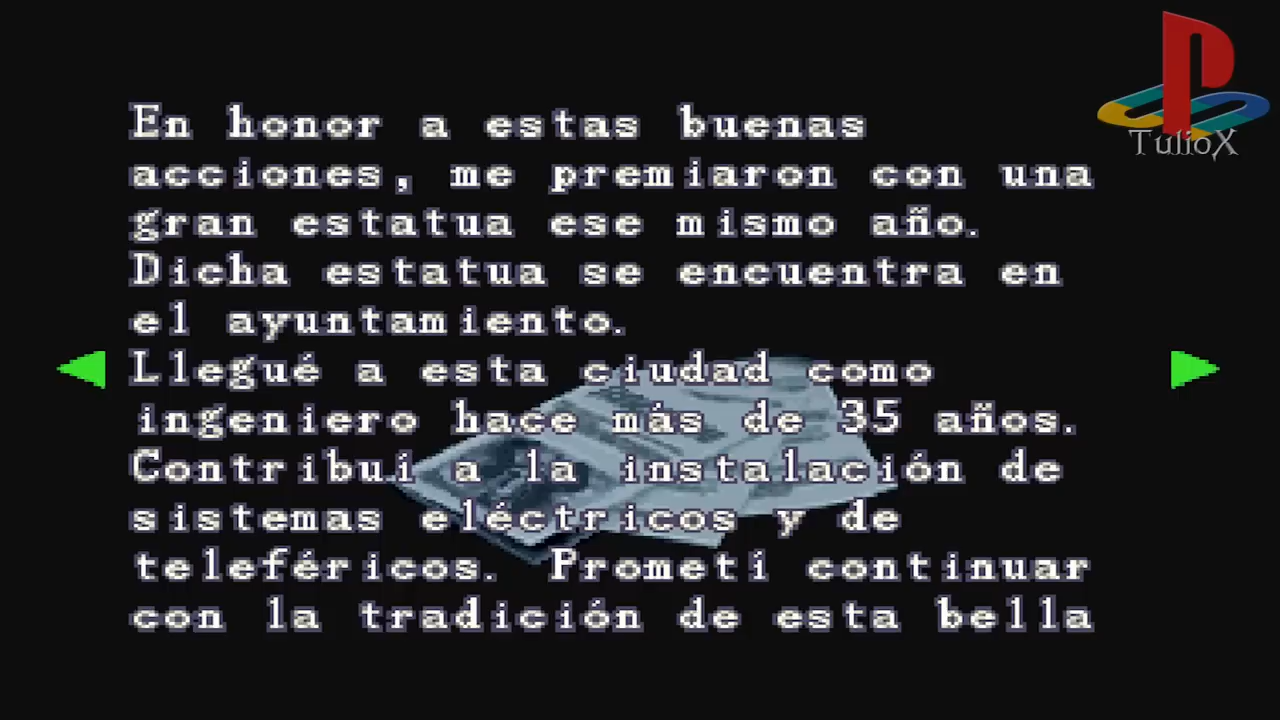 En honor a estas buenas
acciones, me premiaron con una
gran estatua ese mismo año.
Dicha estatua se encuentra en
el ayuntamiento.
Llegué a esta ciudad como
ingeniero hace más de 35 años.
Contribuí a la instalación de
sistemas eléctricos y de
teleféricos. Prometí continuar
con la tradición de esta bella
TulioX